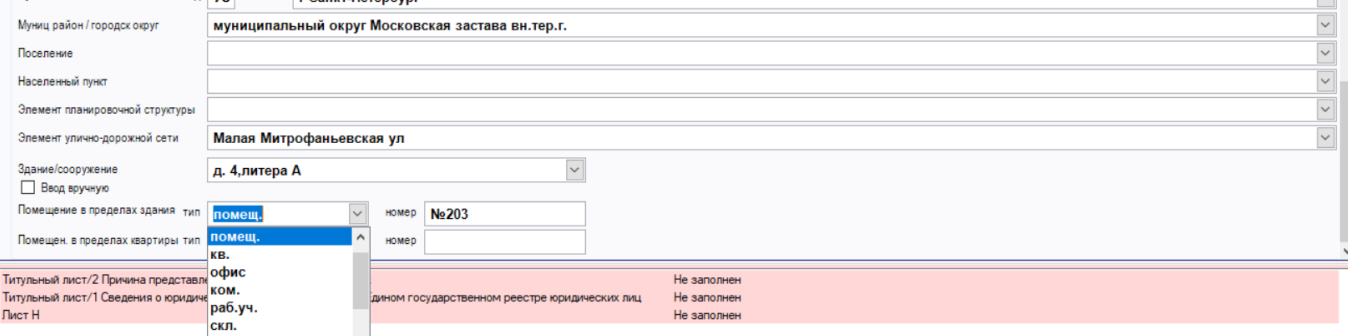 Муниц район / городск округ муниципальный округ Московская застава вн.тер.г.
Поселение
Населенный пункт
Элемент планировочной структуры
Элемент улично-дорожной сети Малая Митрофаньевская ул
Здание/сооружение д. 4,литера А
Ввод вручную
Помещение в пределах здания тип помещ. номер №203
Помещен. в пределах квартиры тип помещ. номер
кв.
офис
ком.
раб.уч.
скл.
Титульный лист/2 Причина представле Не заполнен
Титульный лист/1 Сведения о юридиче дином государственном реестре юридических лиц Не заполнен
Лист Н Не заполнен